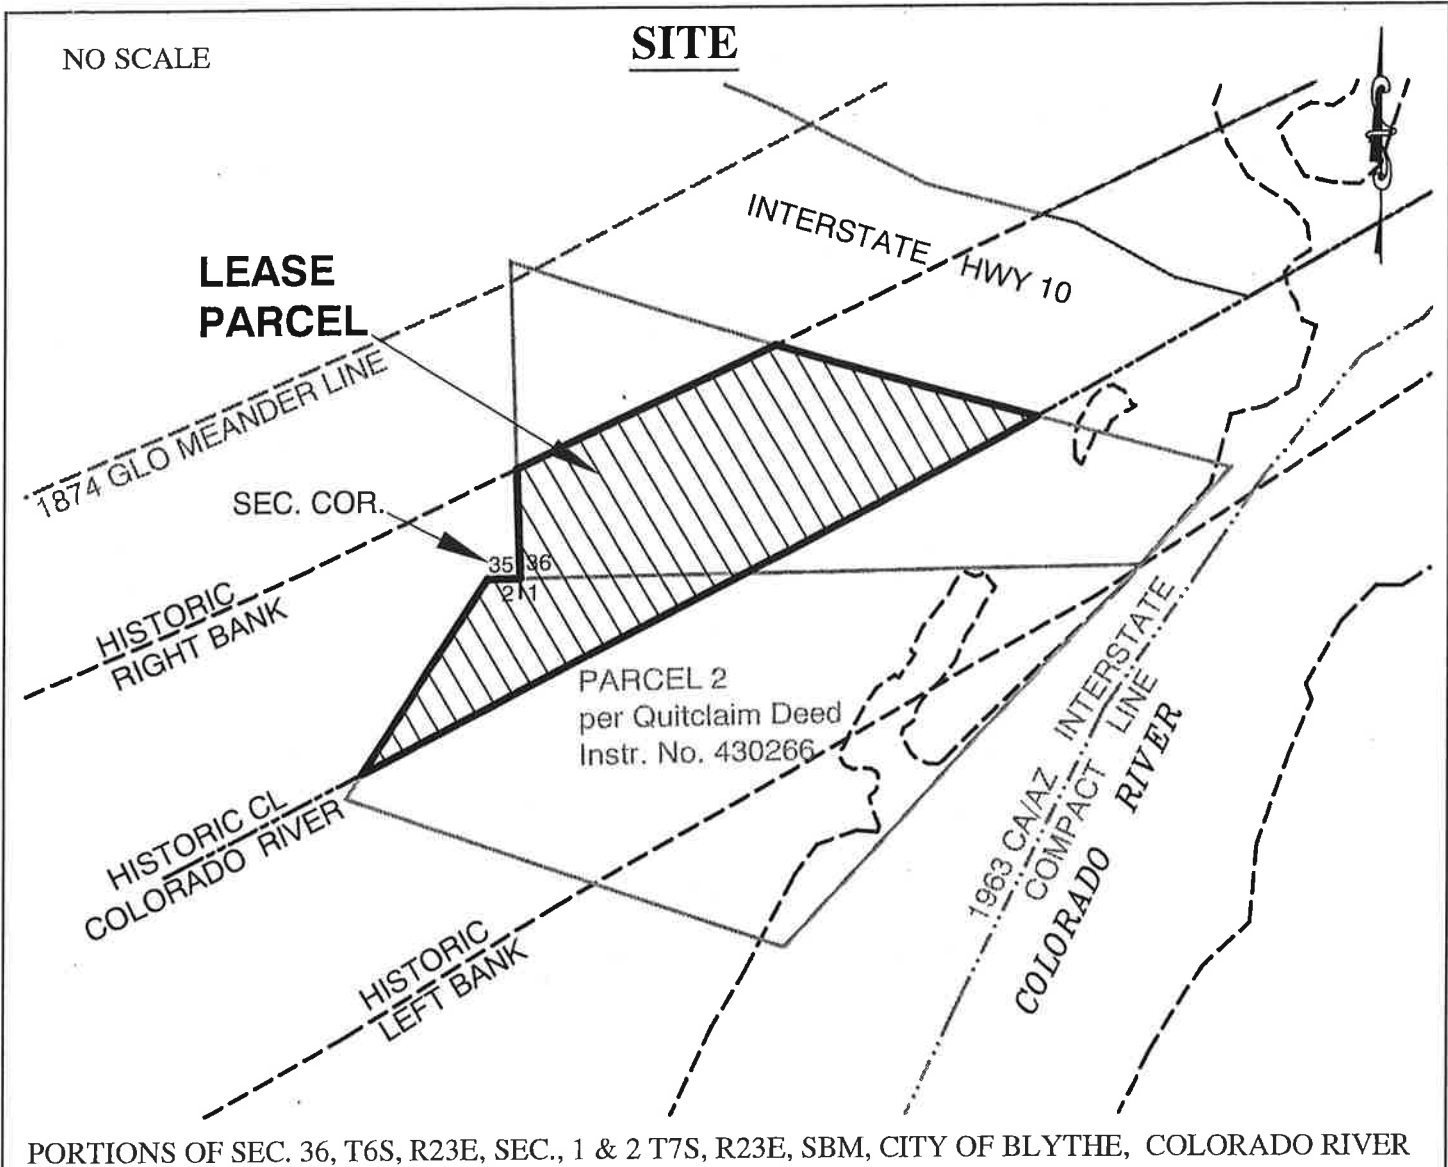 SITE
NO SCALE
INTERSTATE HWY 10
LEASE
PARCEL
1874 GLO MEANDER LINE
SEC. COR.
35 36
2 1
HISTORIC
RIGHT BANK
PARCEL 2
per Quitclaim Deed
Instr. No. 430266
HISTORIC CL
COLORADO RIVER
HISTORIC
LEFT BANK
1963 CA/AZ INTERSTATE
COMPACT LINE
COLORADO RIVER
PORTIONS OF SEC. 36, T6S, R23E, SEC., 1 & 2 T7S, R23E, SBM, CITY OF BLYTHE, COLORADO RIVER